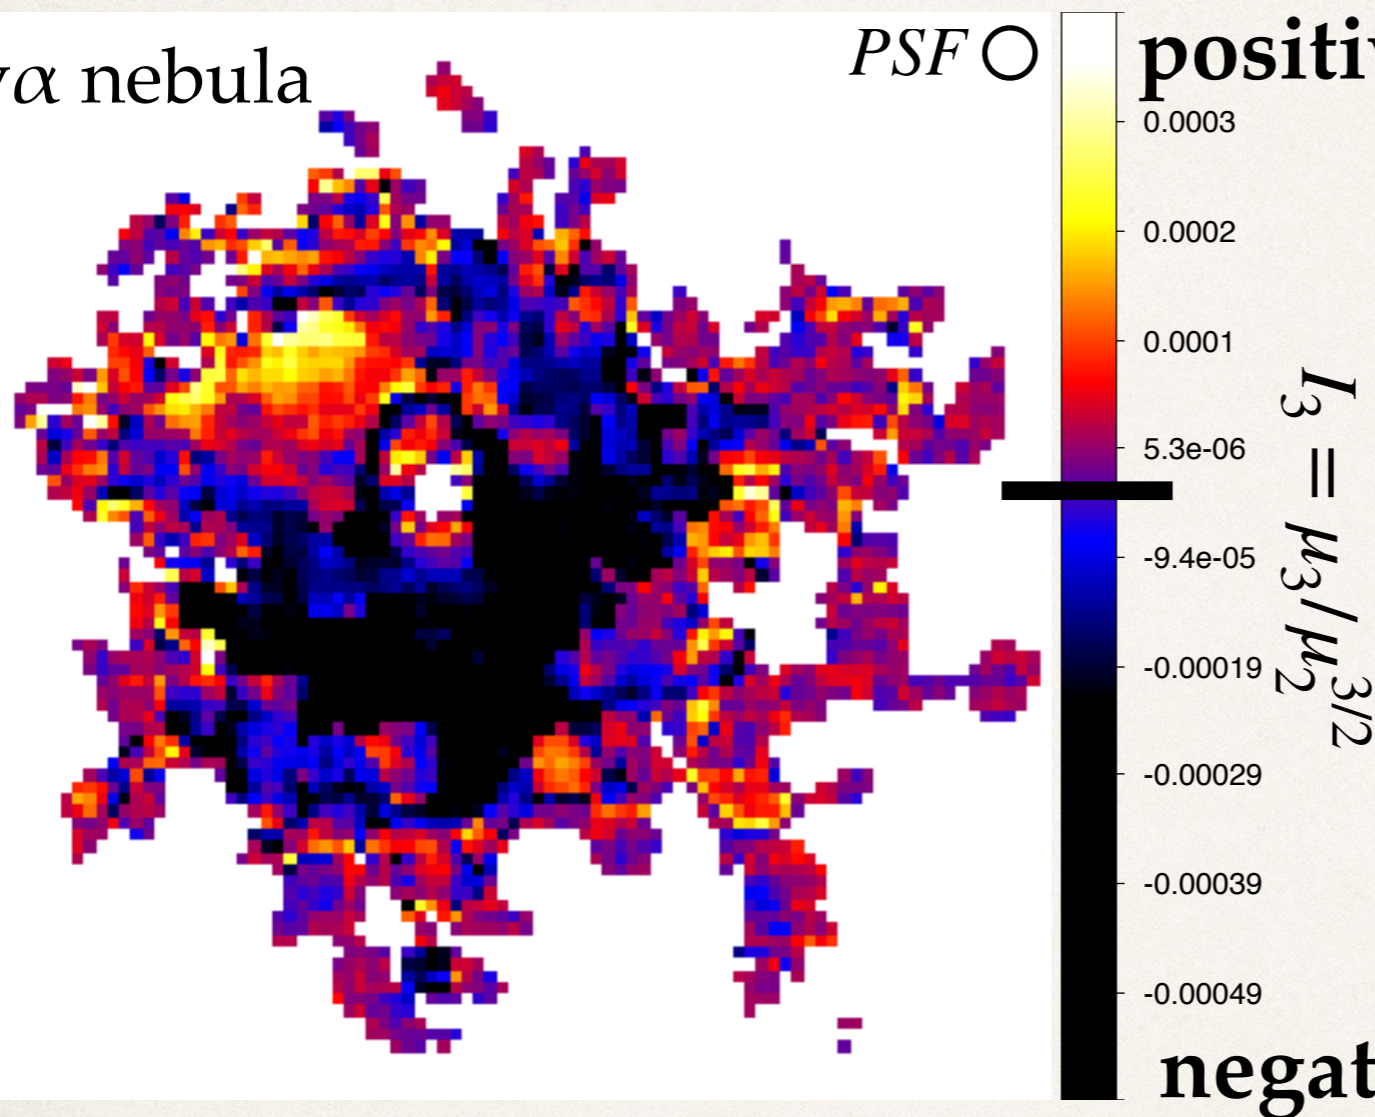 α nebula
PSF
positiv
0.0003
0.0002
0.0001
5.3e-06
-9.4e-05
-0.00019
-0.00029
-0.00039
-0.00049
I₃ = μ₃/μ₂^{3/2}
negat